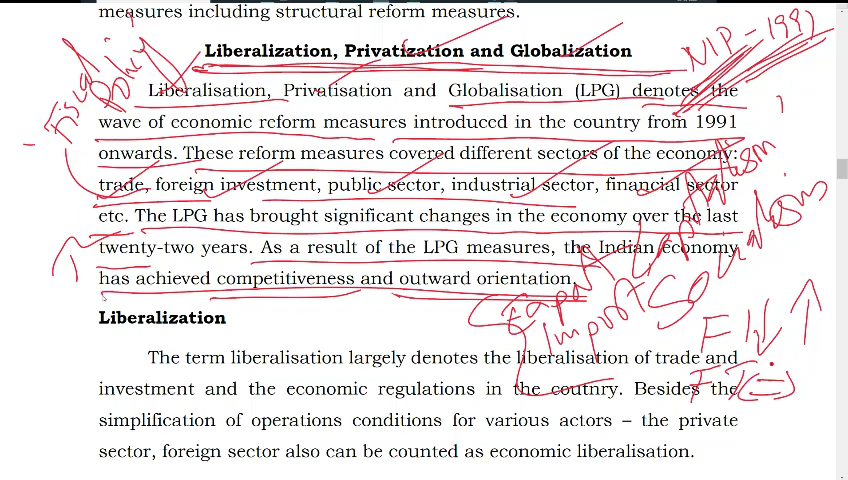 measures including structural reform measures.
Liberalization, Privatization and Globalization
NIP - 1991
Fiscal
Policy
Liberalisation, Privatisation and Globalisation (LPG) denotes the
wave of economic reform measures introduced in the country from 1991
onwards. These reform measures covered different sectors of the economy:
trade, foreign investment, public sector, industrial sector, financial sector
etc. The LPG has brought significant changes in the economy over the last
twenty-two years. As a result of the LPG measures, the Indian economy
has achieved competitiveness and outward orientation.
Capitalism
Socialism
Export
Import
Liberalization
The term liberalisation largely denotes the liberalisation of trade and
investment and the economic regulations in the coutnry. Besides the
simplification of operations conditions for various actors – the private
sector, foreign sector also can be counted as economic liberalisation.